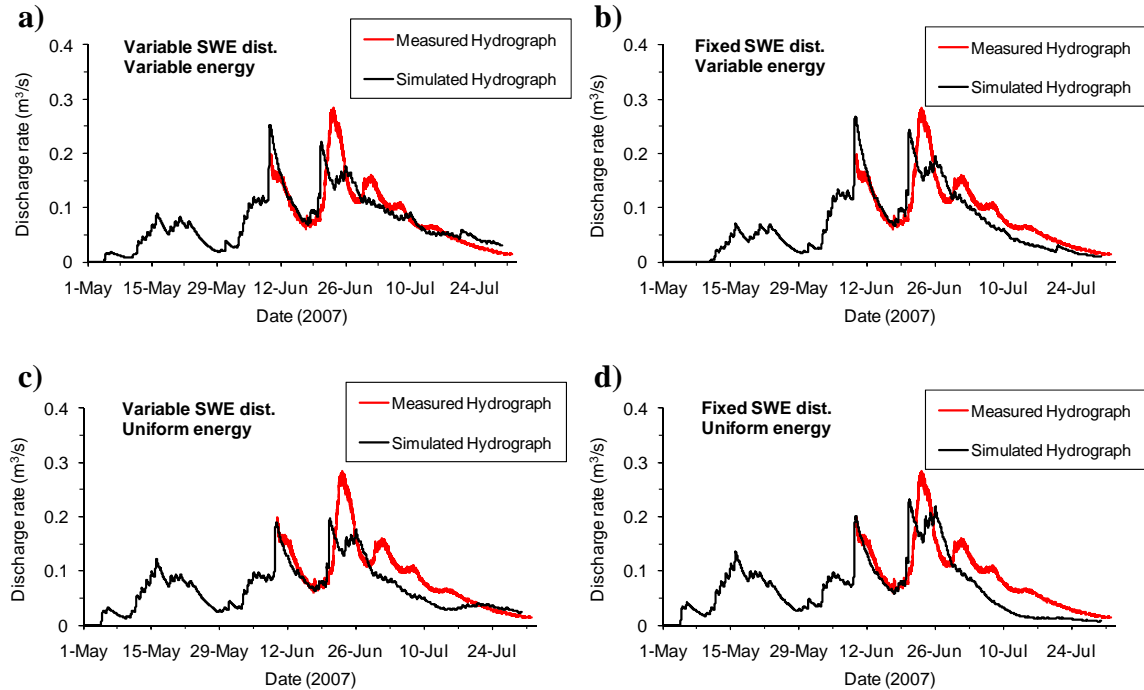 a)
Variable SWE dist.
Variable energy
Measured Hydrograph
Simulated Hydrograph
Discharge rate (m³/s)
0.4
0.3
0.2
0.1
0
1-May 15-May 29-May 12-Jun 26-Jun 10-Jul 24-Jul
Date (2007)
b)
Fixed SWE dist.
Variable energy
Measured Hydrograph
Simulated Hydrograph
Discharge rate (m³/s)
0.4
0.3
0.2
0.1
0
1-May 15-May 29-May 12-Jun 26-Jun 10-Jul 24-Jul
Date (2007)
c)
Variable SWE dist.
Uniform energy
Measured Hydrograph
Simulated Hydrograph
Discharge rate (m³/s)
0.4
0.3
0.2
0.1
0
1-May 15-May 29-May 12-Jun 26-Jun 10-Jul 24-Jul
Date (2007)
d)
Fixed SWE dist.
Uniform energy
Measured Hydrograph
Simulated Hydrograph
Discharge rate (m³/s)
0.4
0.3
0.2
0.1
0
1-May 15-May 29-May 12-Jun 26-Jun 10-Jul 24-Jul
Date (2007)